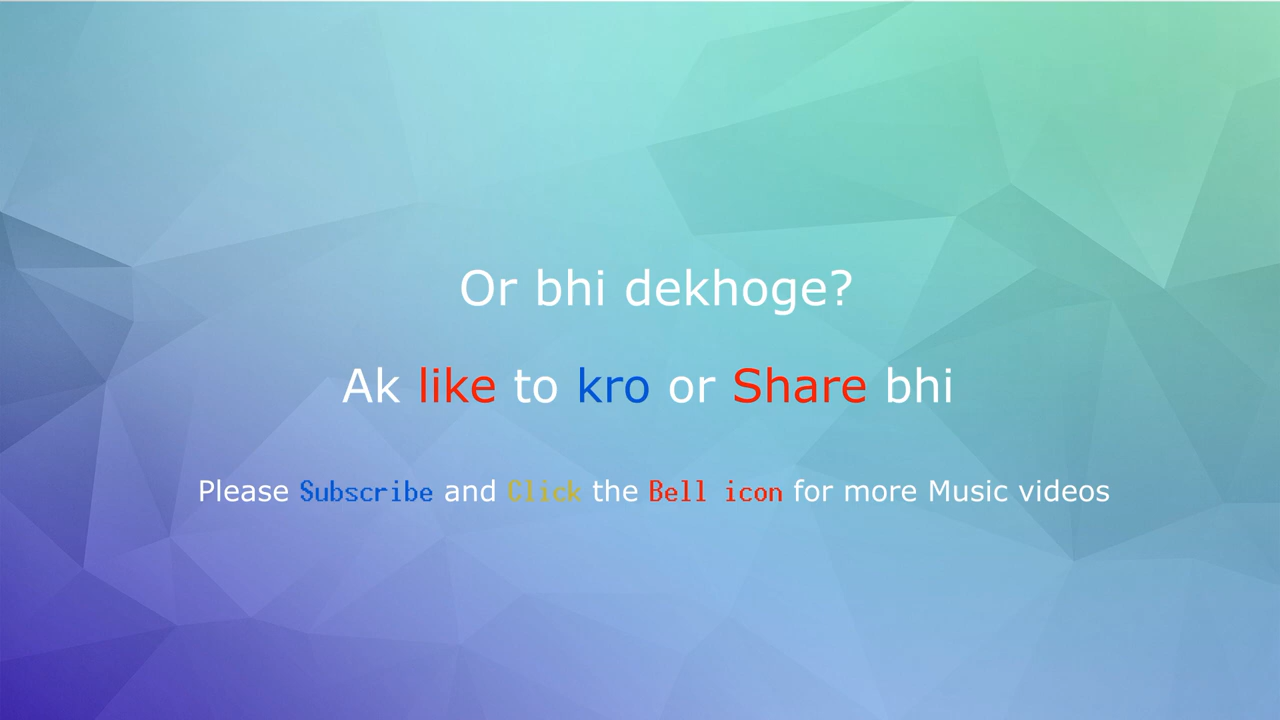 Or bhi dekhoge?
Ak like to kro or Share bhi
Please Subscribe and Click the Bell icon for more Music videos